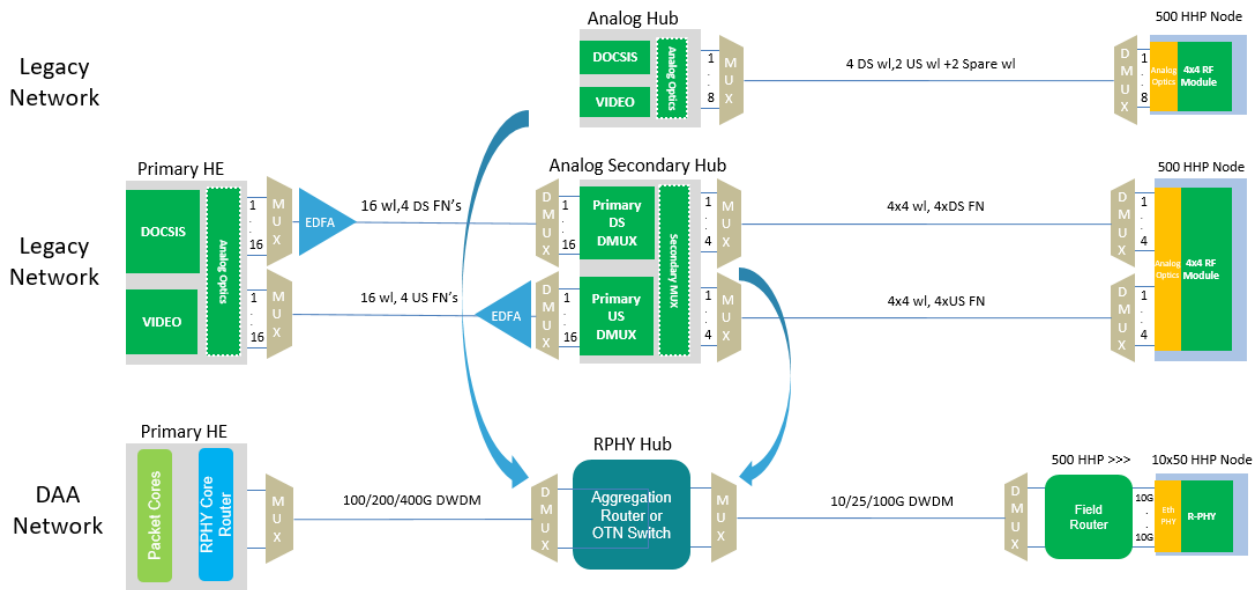 Legacy
Network
Analog Hub
DOCSIS
VIDEO
Analog Optics
MUX
1
.
.
8
4 DS wl,2 US wl +2 Spare wl
DMUX
1
.
.
8
500 HHP Node
Analog
Optics
4x4 RF
Module
Legacy
Network
Primary HE
DOCSIS
VIDEO
Analog Optics
1
.
.
16
MUX
EDFA
16 wl,4 DS FN's
1
.
.
16
MUX
16 wl, 4 US FN's
EDFA
Analog Secondary Hub
DMUX
1
.
.
16
Primary
DS
DMUX
DMUX
1
.
.
16
Primary
US
DMUX
Secondary MUX
1
.
.
4
MUX
4x4 wl, 4xDS FN
1
.
.
4
MUX
4x4 wl, 4xUS FN
DMUX
1
.
.
4
DMUX
1
.
.
4
500 HHP Node
Analog
Optics
4x4 RF
Module
DAA
Network
Primary HE
Packet Cores
RPHY Core
Router
MUX
100/200/400G DWDM
RPHY Hub
DMUX
Aggregation
Router or
OTN Switch
MUX
10/25/100G DWDM
DMUX
500 HHP >>>
Field
Router
10G
.
.
10G
10x50 HHP Node
Eth
PHY
R-PHY